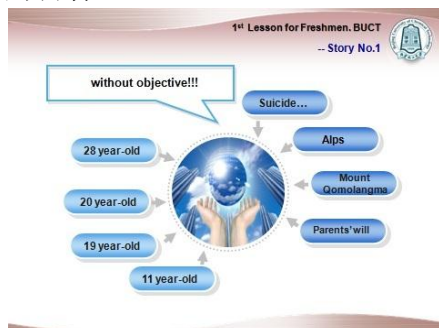 1st Lesson for Freshmen. BUCT
-- Story No.1
without objective!!!
Suicide...
Alps
Mount
Qomolangma
Parents' will
28 year-old
20 year-old
19 year-old
11 year-old